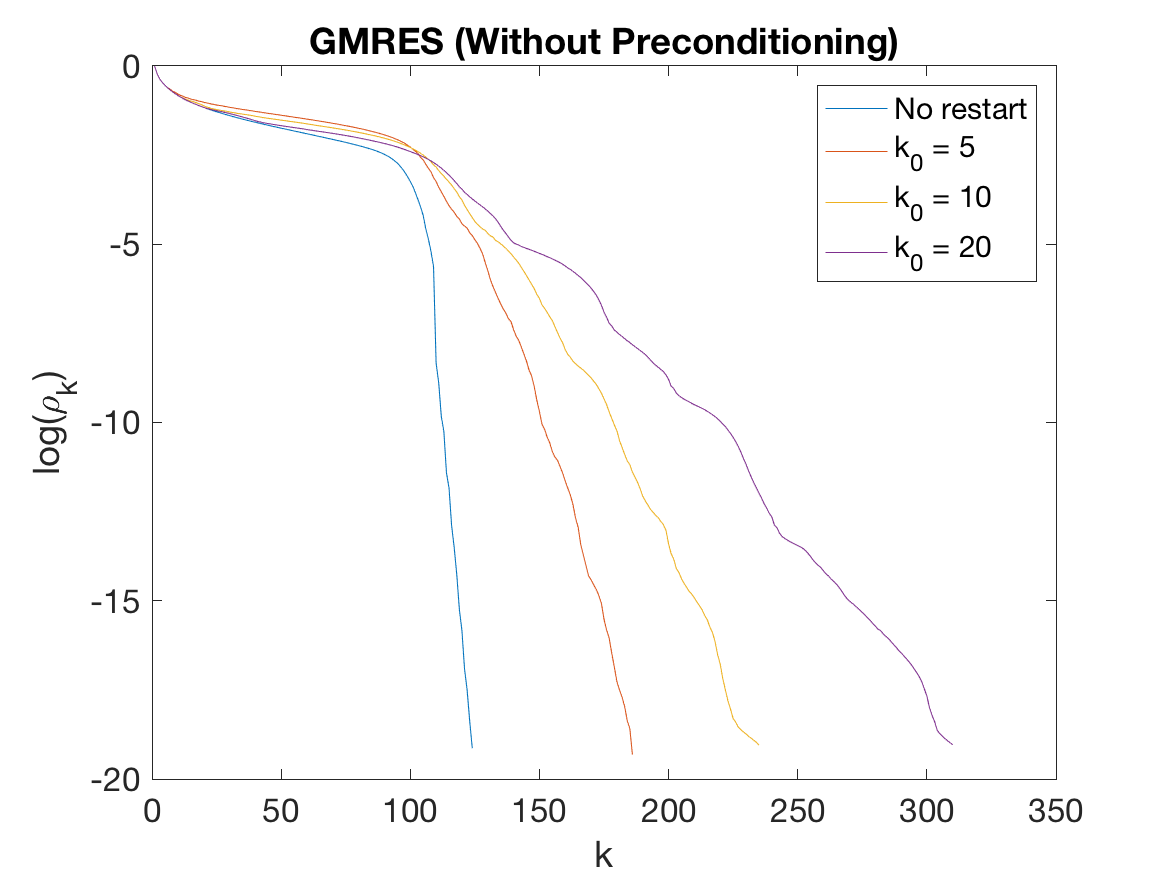 GMRES (Without Preconditioning)
0
-5
-10
-15
-20
log(ρk)
No restart
k0 = 5
k0 = 10
k0 = 20
0 50 100 150 200 250 300 350
k